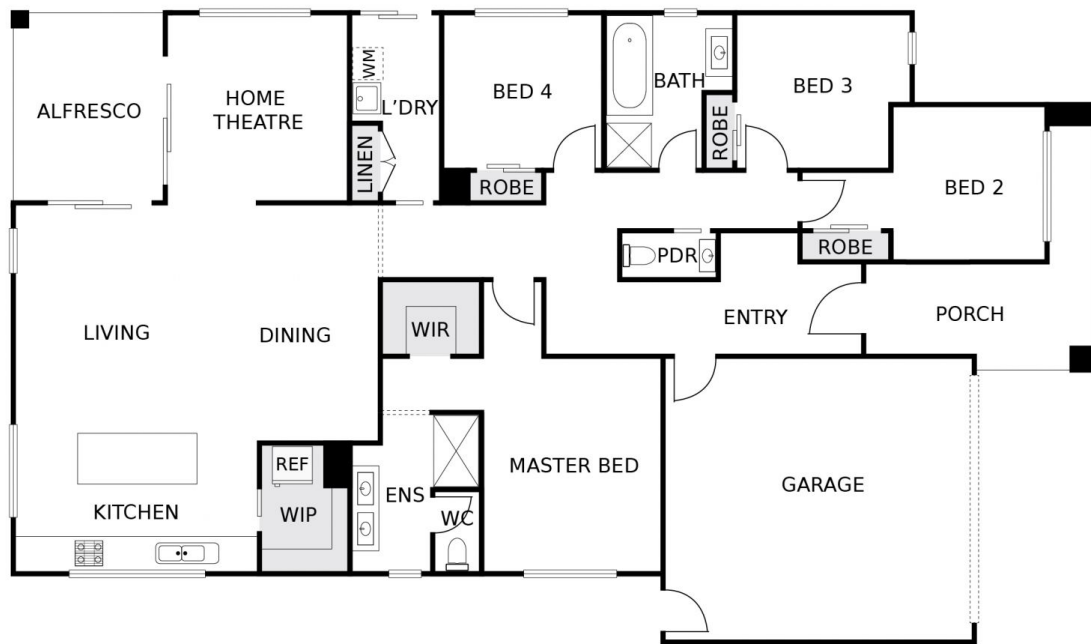 ALFRESCO
HOME
THEATRE
WM
L'DRY
LINEN
BED 4
ROBE
BATH
ROBE
BED 3
BED 2
ROBE
PDR
LIVING
DINING
WIR
ENTRY
PORCH
REF
WIP
KITCHEN
ENS
WC
MASTER BED
GARAGE